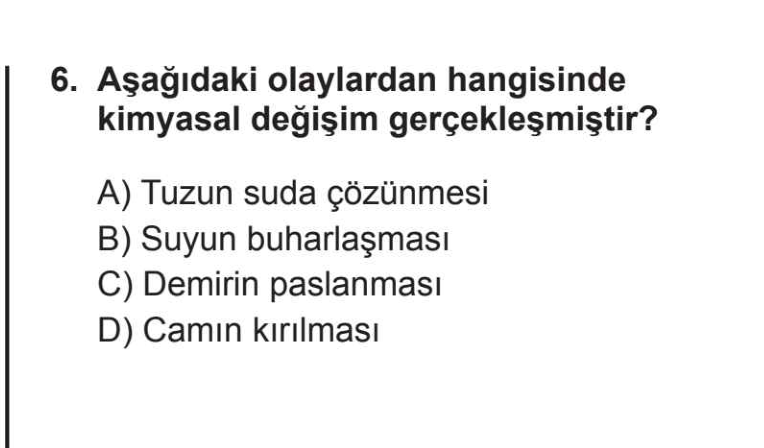 6. Aşağıdaki olaylardan hangisinde
kimyasal değişim gerçekleşmiştir?
A) Tuzun suda çözünmesi
B) Suyun buharlaşması
C) Demirin paslanması
D) Camın kırılması